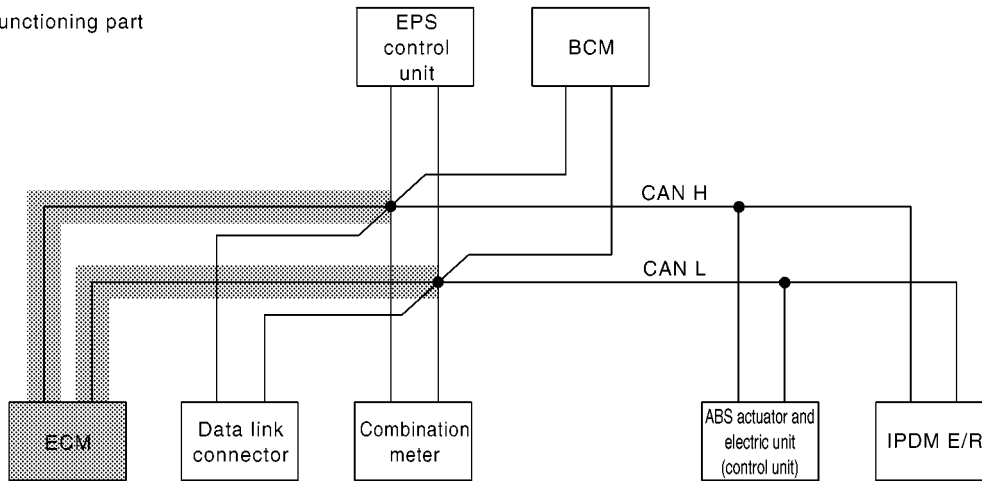 unctioning part
EPS
control
unit
BCM
CAN H
CAN L
ECM
Data link
connector
Combination
meter
ABS actuator and
electric unit
(control unit)
IPDM E/R